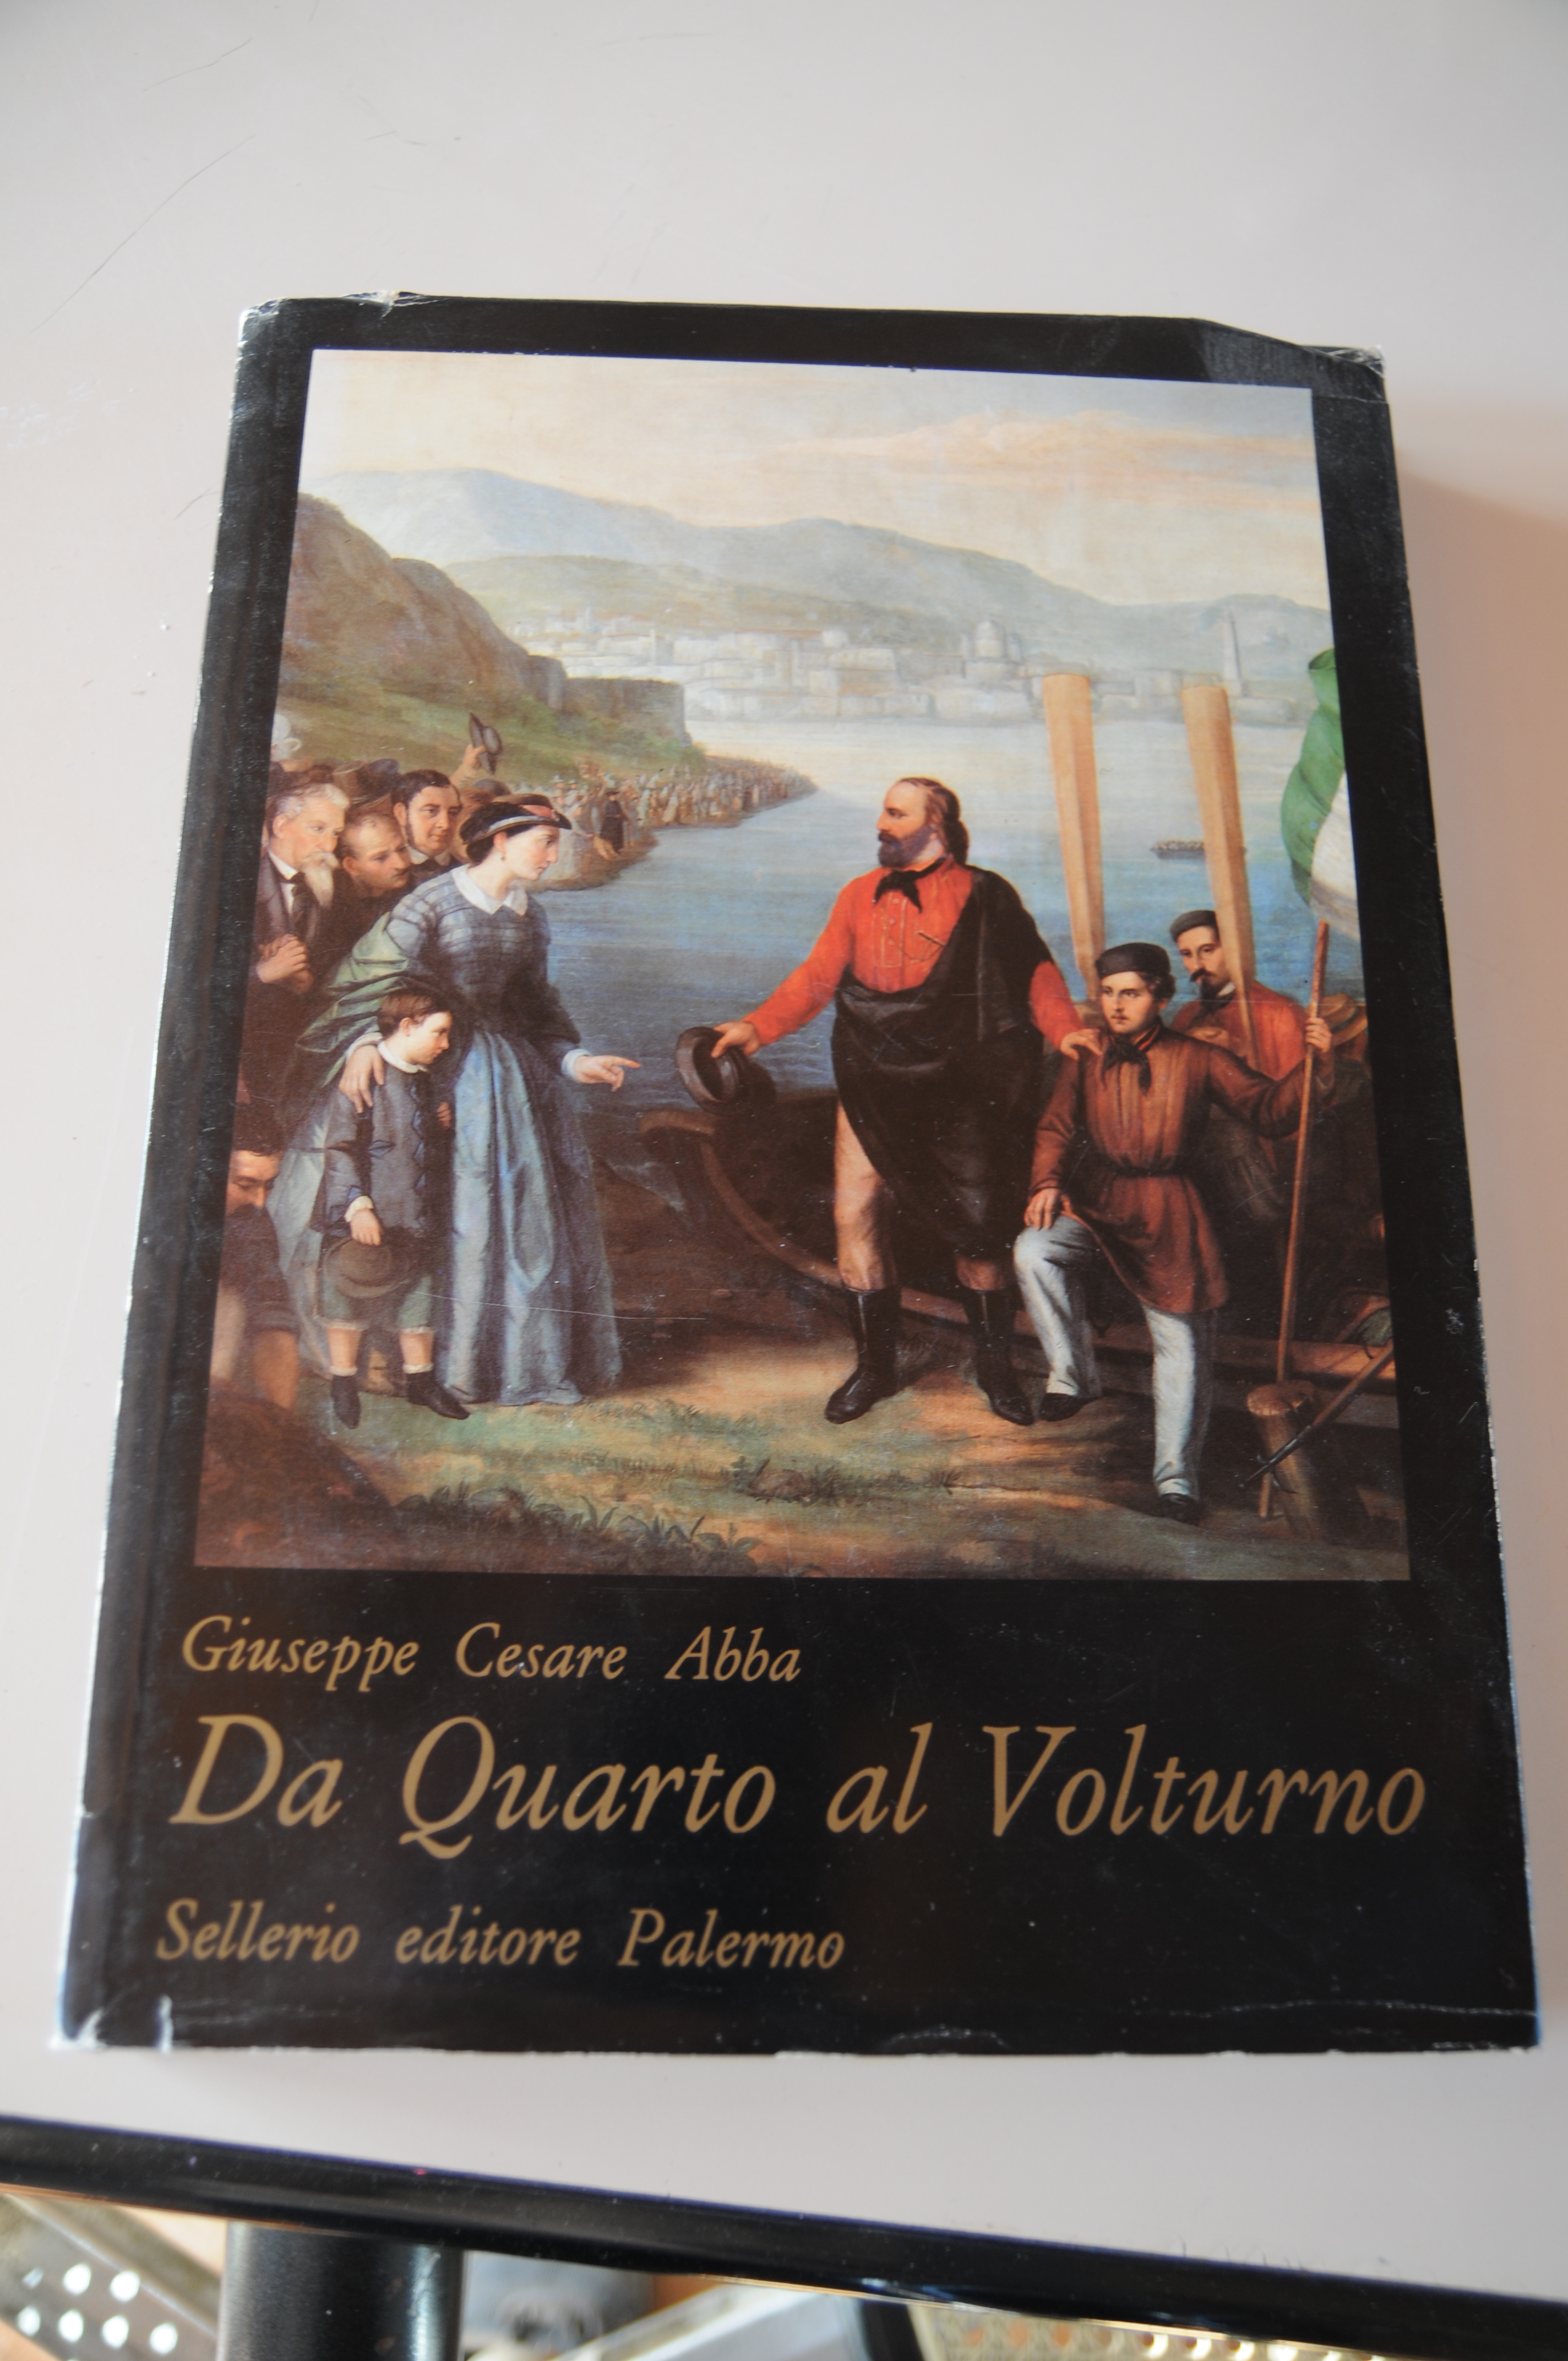 Giuseppe Cesare Abba
Da Quarto al Volturno
Sellerio editore Palermo